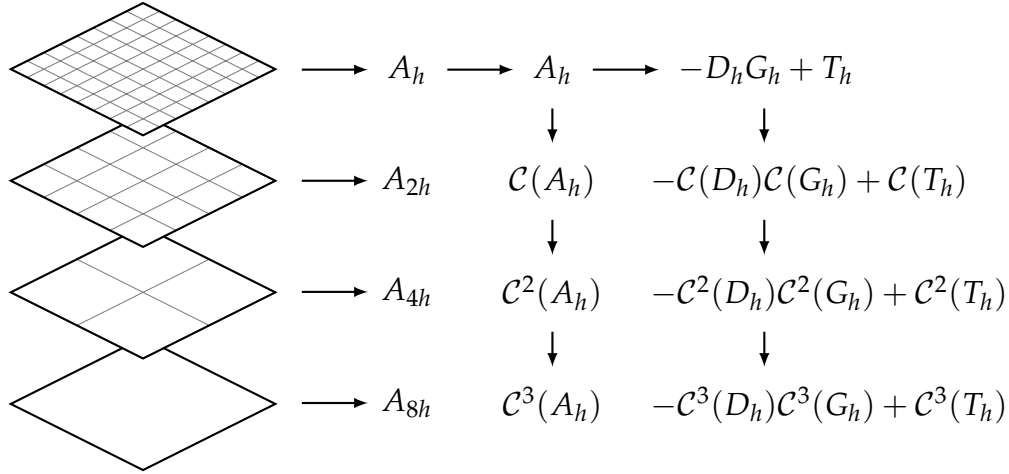 A_h → A_h → −D_hG_h + T_h
A_{2h} 𝒞(A_h) −𝒞(D_h)𝒞(G_h) + 𝒞(T_h)
A_{4h} 𝒞²(A_h) −𝒞²(D_h)𝒞²(G_h) + 𝒞²(T_h)
A_{8h} 𝒞³(A_h) −𝒞³(D_h)𝒞³(G_h) + 𝒞³(T_h)